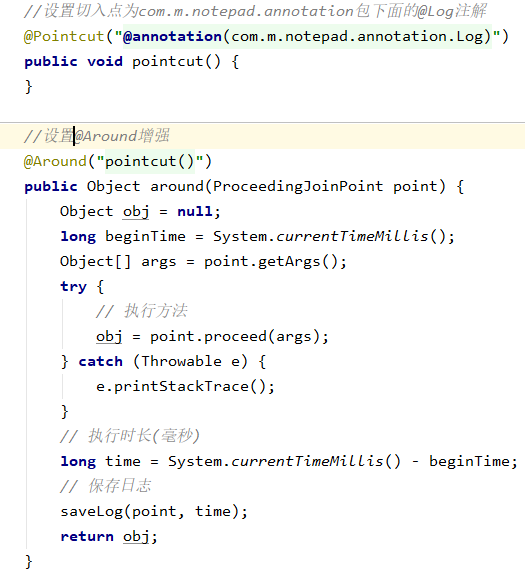 //设置切入点为com.m.notepad.annotation包下面的@Log注解
@Pointcut("@annotation(com.m.notepad.annotation.Log)")
public void pointcut() {
}
//设置@Around增强
@Around("pointcut()")
public Object around(ProceedingJoinPoint point) {
Object obj = null;
long beginTime = System.currentTimeMillis();
Object[] args = point.getArgs();
try {
// 执行方法
obj = point.proceed(args);
} catch (Throwable e) {
e.printStackTrace();
}
// 执行时长(毫秒)
long time = System.currentTimeMillis() - beginTime;
// 保存日志
saveLog(point, time);
return obj;
}